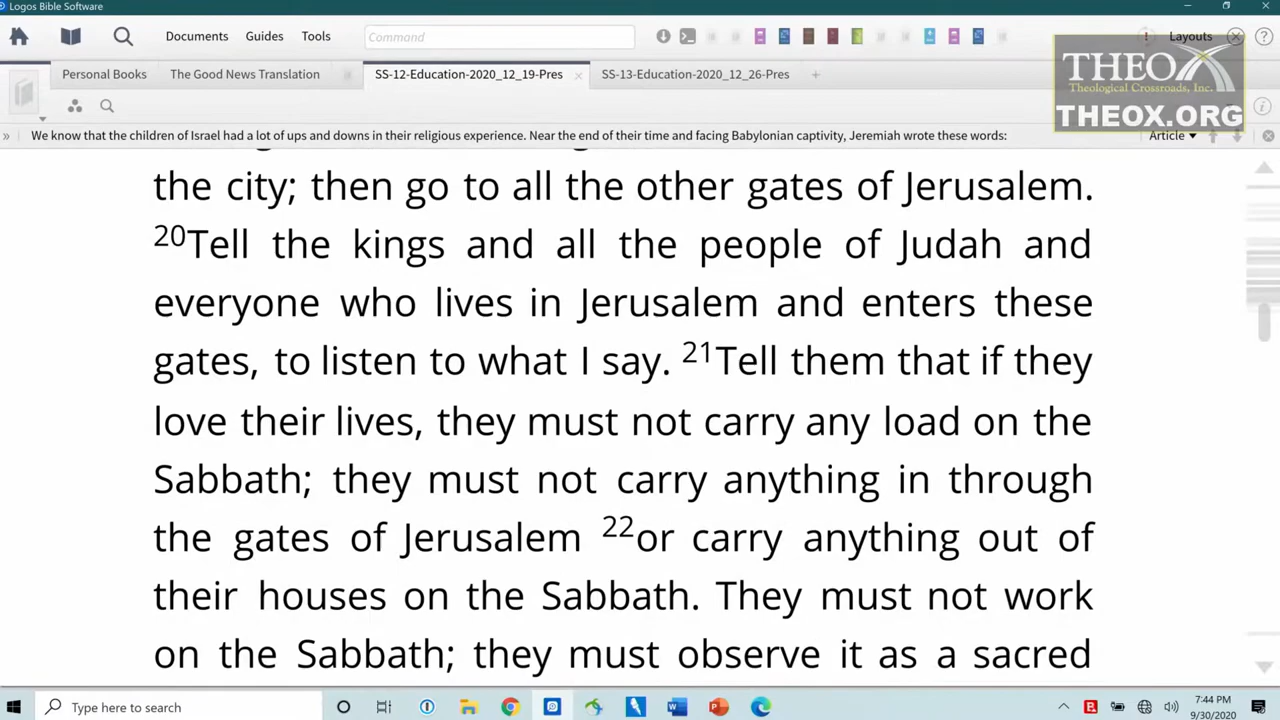 Logos Bible Software
Documents Guides Tools Command Layouts
Personal Books The Good News Translation SS-12-Education-2020_12_19-Pres SS-13-Education-2020_12_26-Pres
THEOX
Theological Crossroads, Inc.
THEOX.ORG
We know that the children of Israel had a lot of ups and downs in their religious experience. Near the end of their time and facing Babylonian captivity, Jeremiah wrote these words: Article
the city; then go to all the other gates of Jerusalem.
20Tell the kings and all the people of Judah and
everyone who lives in Jerusalem and enters these
gates, to listen to what I say. 21Tell them that if they
love their lives, they must not carry any load on the
Sabbath; they must not carry anything in through
the gates of Jerusalem 22or carry anything out of
their houses on the Sabbath. They must not work
on the Sabbath; they must observe it as a sacred
Type here to search
7:44 PM
9/30/2020